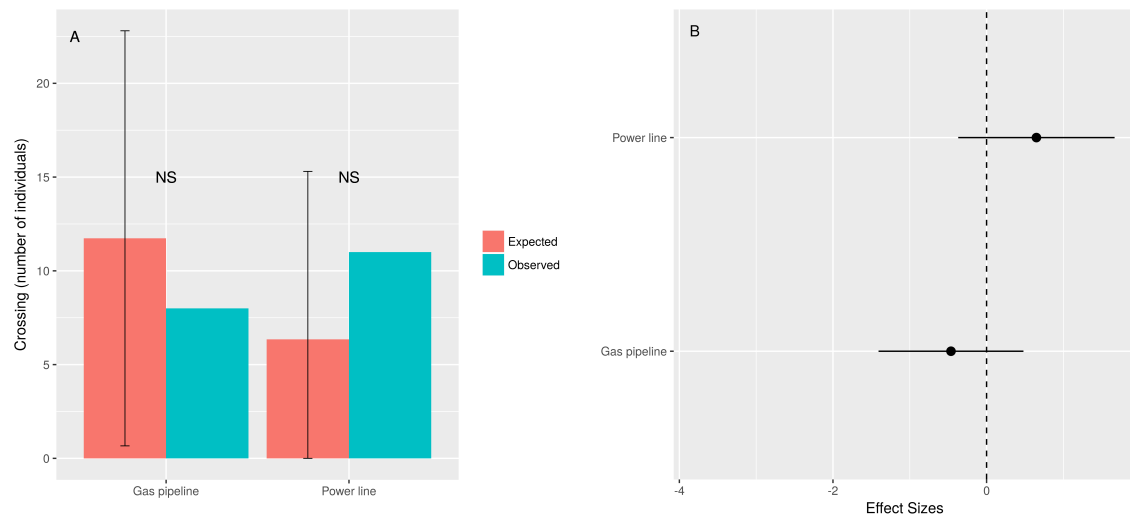 A
Crossing (number of individuals)
20
15
10
5
0
NS
NS
Gas pipeline
Power line
Expected
Observed
B
Power line
Gas pipeline
-4
-2
0
Effect Sizes